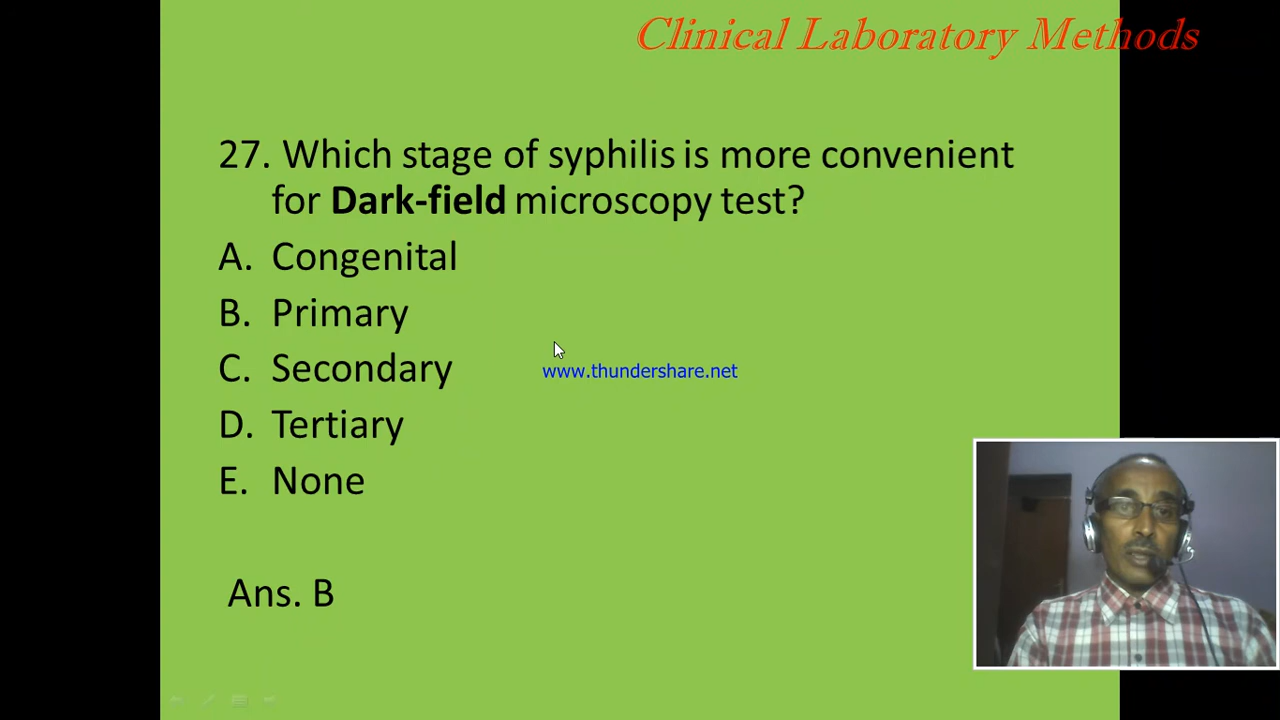 Clinical Laboratory Methods
27. Which stage of syphilis is more convenient
for Dark-field microscopy test?
A. Congenital
B. Primary
C. Secondary
www.thundershare.net
D. Tertiary
E. None
Ans. B